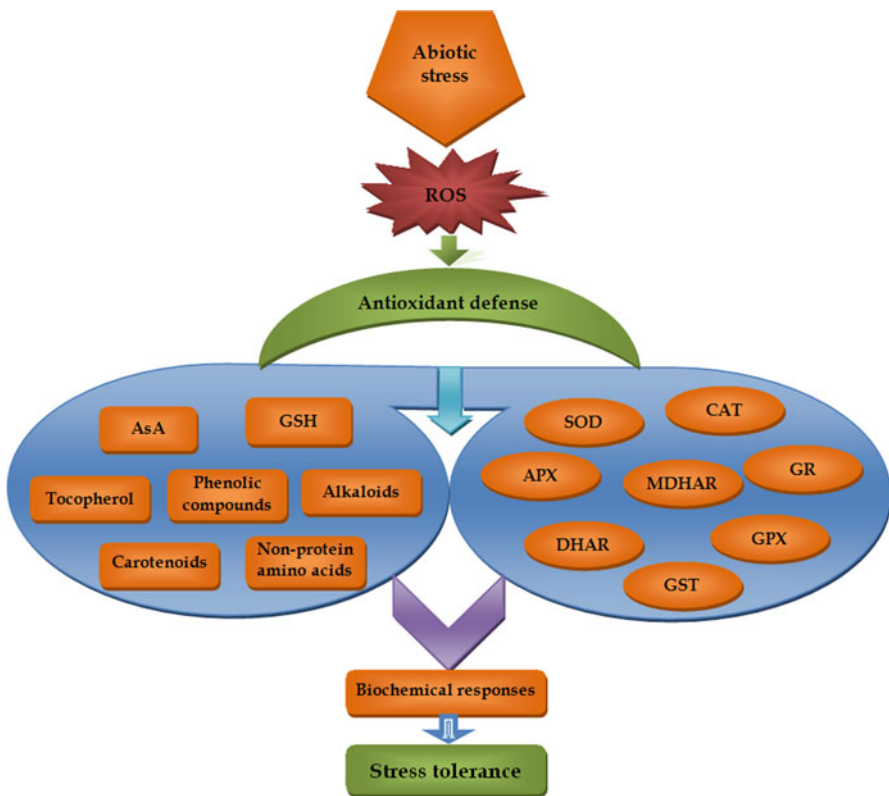 Abiotic
stress
ROS
Antioxidant defense
AsA
GSH
Tocopherol
Phenolic
compounds
Alkaloids
Carotenoids
Non-protein
amino acids
SOD
CAT
APX
MDHAR
GR
DHAR
GPX
GST
Biochemical responses
Stress tolerance